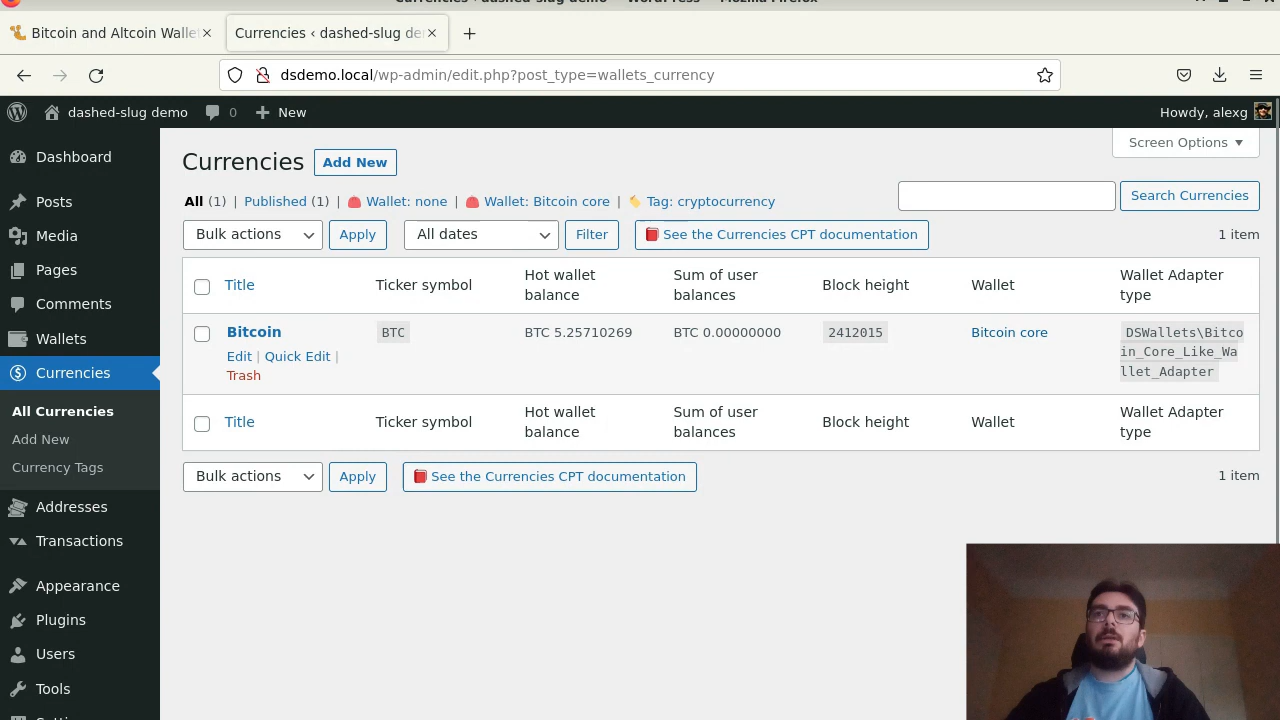 Currencies ‹ dashed-slug demo — WordPress — Mozilla Firefox
Bitcoin and Altcoin Walle
Currencies ‹ dashed-slug de
dsdemo.local/wp-admin/edit.php?post_type=wallets_currency
dashed-slug demo
0
New
Howdy, alexg
Dashboard
Posts
Media
Pages
Comments
Wallets
Currencies
All Currencies
Add New
Currency Tags
Addresses
Transactions
Appearance
Plugins
Users
Tools
Screen Options
Currencies
Add New
All (1) | Published (1) | Wallet: none | Wallet: Bitcoin core | Tag: cryptocurrency
Search Currencies
Bulk actions
Apply
All dates
Filter
See the Currencies CPT documentation
1 item
Title
Ticker symbol
Hot wallet
balance
Sum of user
balances
Block height
Wallet
Wallet Adapter
type
Bitcoin
Edit | Quick Edit |
Trash
BTC
BTC 5.25710269
BTC 0.00000000
2412015
Bitcoin core
DSWallets\Bitco
in_Core_Like_Wa
llet_Adapter
Title
Ticker symbol
Hot wallet
balance
Sum of user
balances
Block height
Wallet
Wallet Adapter
type
Bulk actions
Apply
See the Currencies CPT documentation
1 item